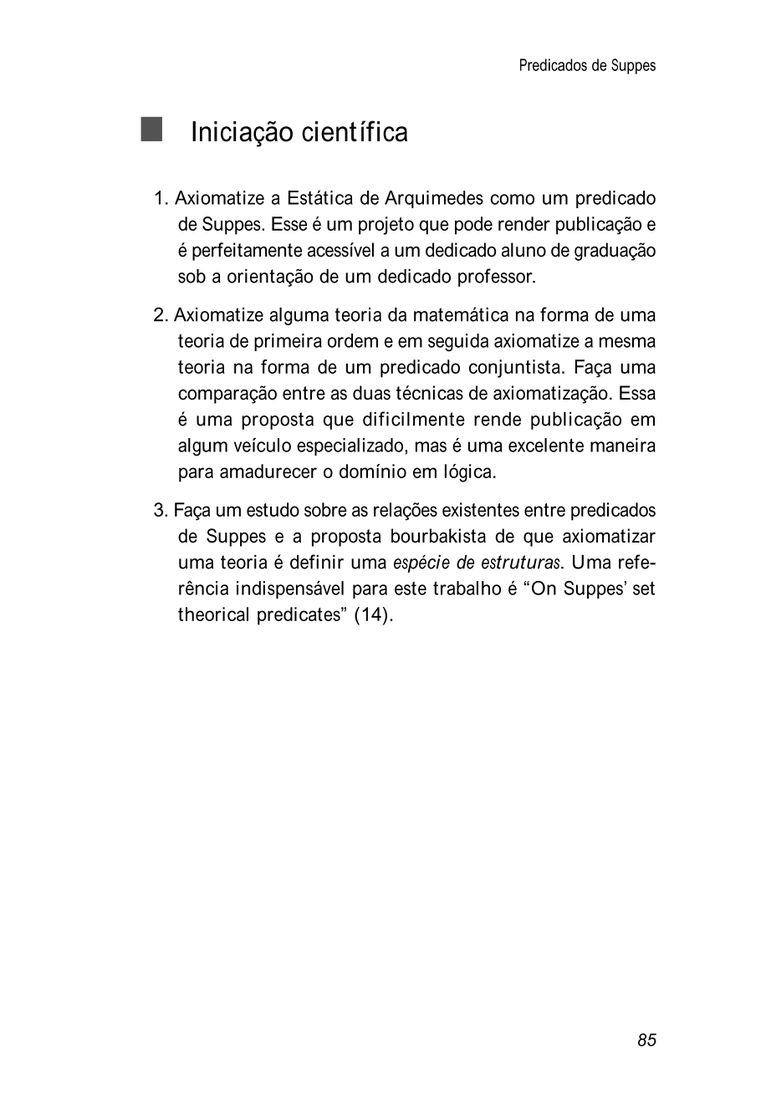 Predicados de Suppes
Iniciação científica
1. Axiomatize a Estática de Arquimedes como um predicado
de Suppes. Esse é um projeto que pode render publicação e
é perfeitamente acessível a um dedicado aluno de graduação
sob a orientação de um dedicado professor.
2. Axiomatize alguma teoria da matemática na forma de uma
teoria de primeira ordem e em seguida axiomatize a mesma
teoria na forma de um predicado conjuntista. Faça uma
comparação entre as duas técnicas de axiomatização. Essa
é uma proposta que dificilmente rende publicação em
algum veículo especializado, mas é uma excelente maneira
para amadurecer o domínio em lógica.
3. Faça um estudo sobre as relações existentes entre predicados
de Suppes e a proposta bourbakista de que axiomatizar
uma teoria é definir uma espécie de estruturas. Uma refe-
rência indispensável para este trabalho é “On Suppes’ set
theorical predicates” (14).
85